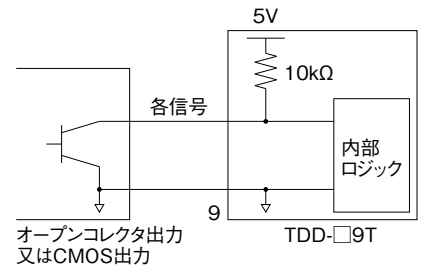 5V
10kΩ
各信号
内部
ロジック
9
オープンコレクタ出力
又はCMOS出力
TDD-□9T